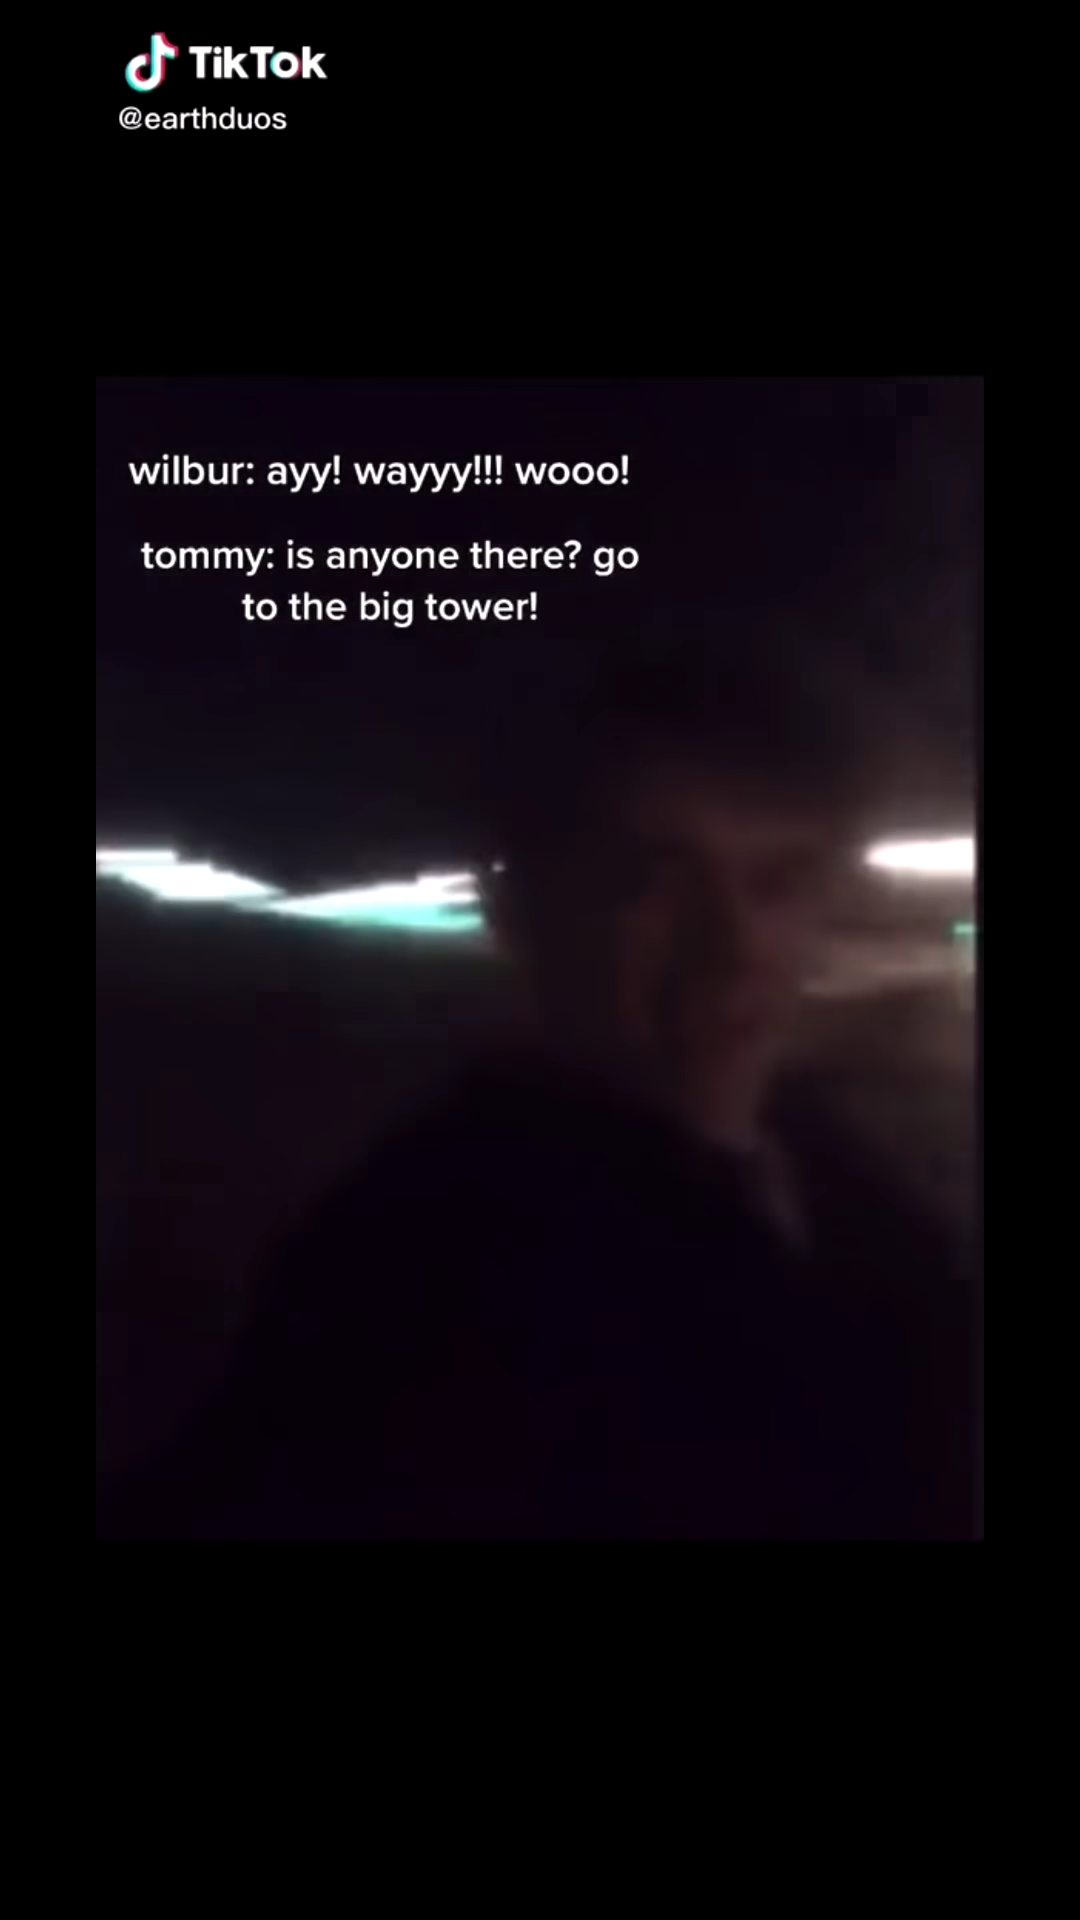 TikTok
@earthduos
wilbur: ayy! wayyy!!! wooo!
tommy: is anyone there? go
to the big tower!